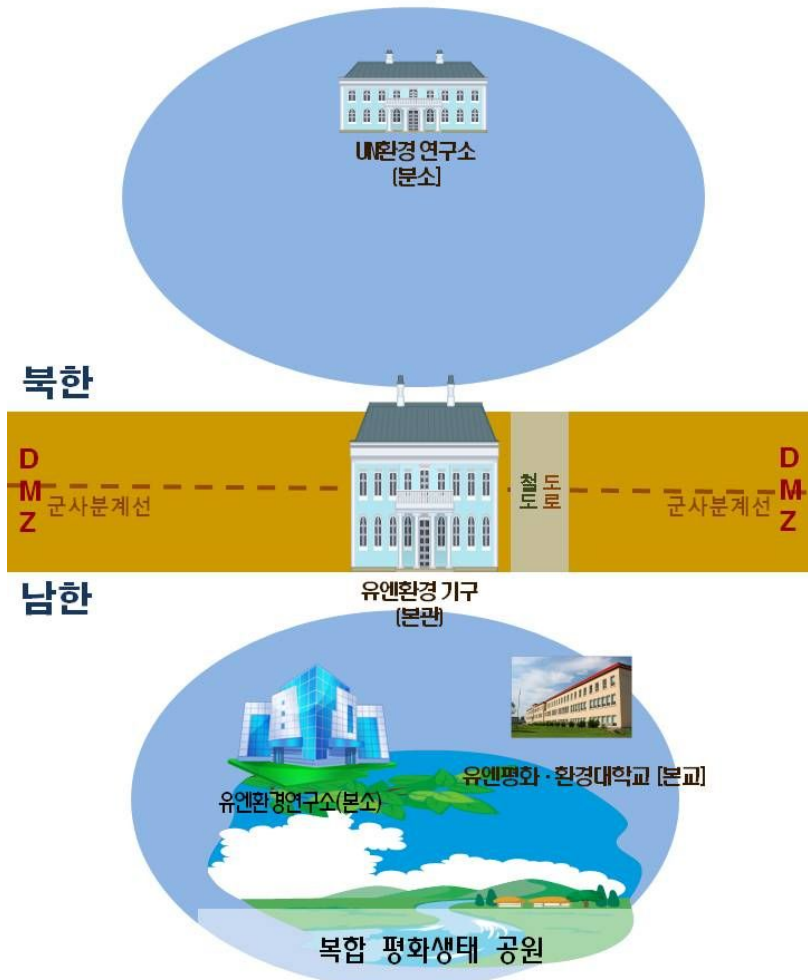 UN환경 연구소
[분소]
북한
DMZ
군사분계선
철도
도로
군사분계선
DMZ
남한
유엔환경 기구
[본관]
유엔환경연구소(본소)
유엔평화·환경대학교 [본교]
복합 평화생태 공원